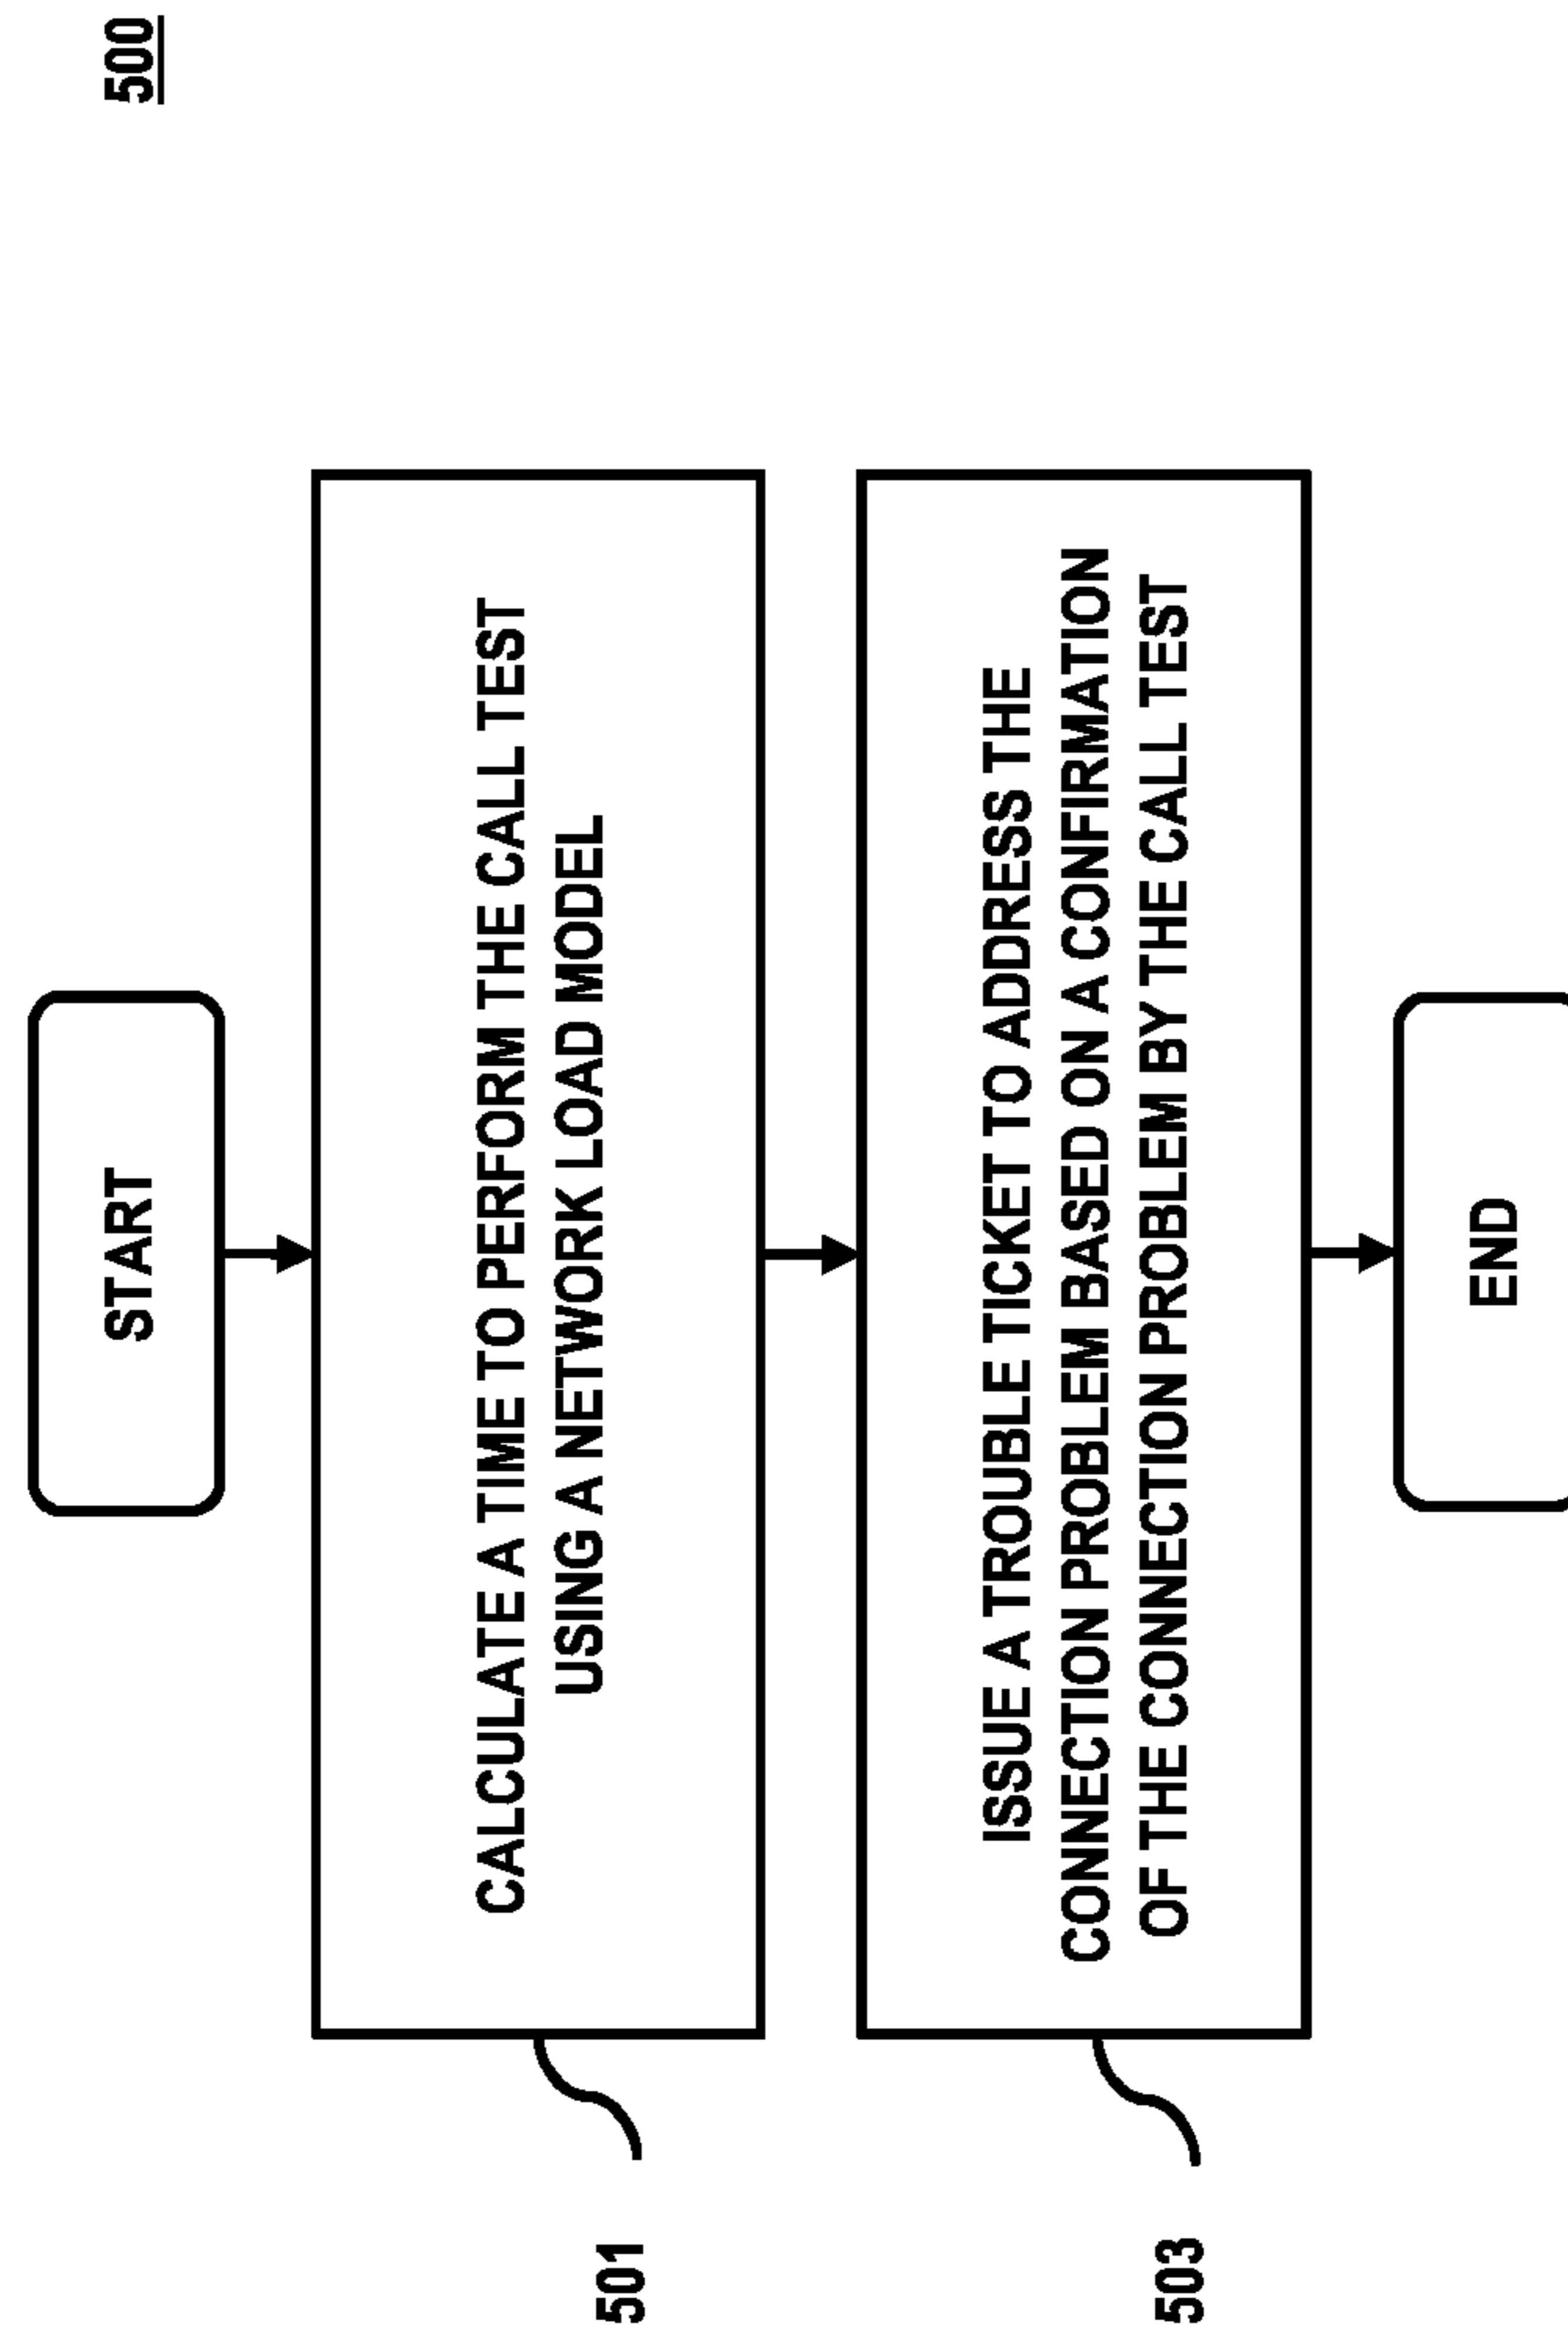 500
START
501
CALCULATE A TIME TO PERFORM THE CALL TEST
USING A NETWORK LOAD MODEL
503
ISSUE A TROUBLE TICKET TO ADDRESS THE
CONNECTION PROBLEM BASED ON A CONFIRMATION
OF THE CONNECTION PROBLEM BY THE CALL TEST
END